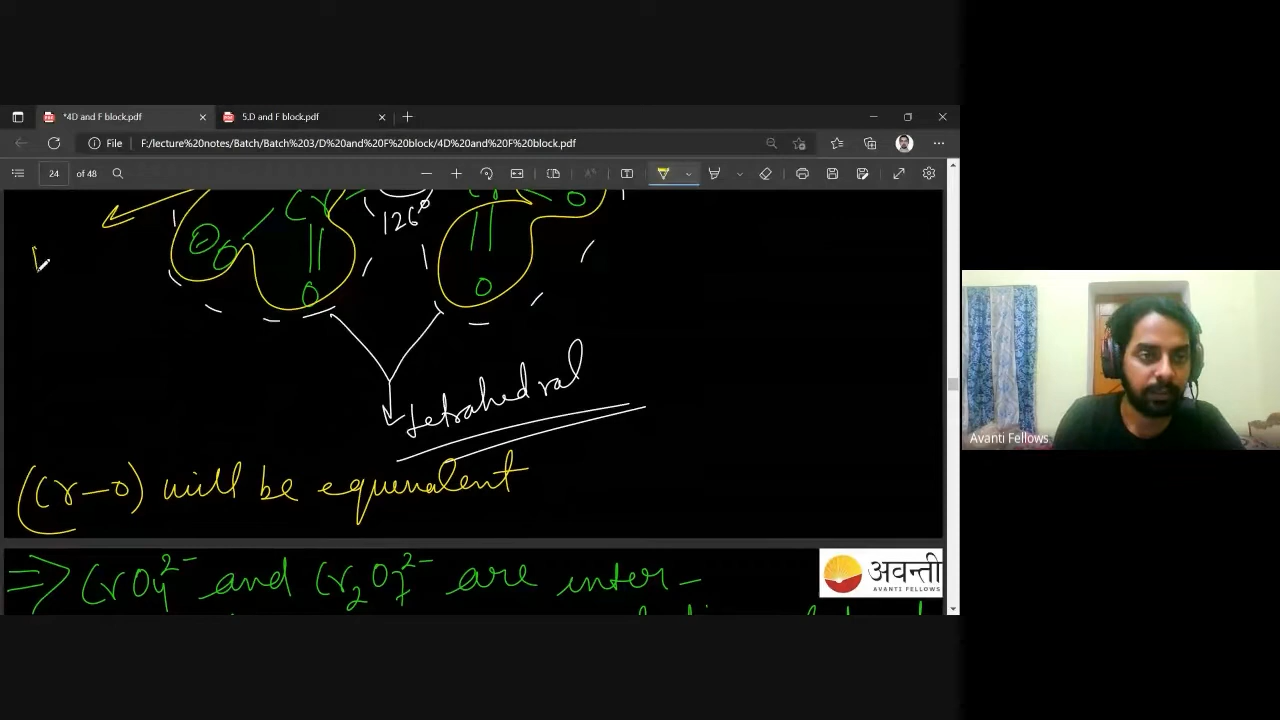 *4D and F block.pdf
5.D and F block.pdf
File
F:/lecture%20notes/Batch/Batch%203/D%20and%20F%20block/4D%20and%20F%20block.pdf
24 of 48
Cr
O
126°
⊖
O
O
O
tetrahedral
(Cr-O) will be equivalent
⇒ CrO4^2- and Cr2O7^2- are inter-
अवन्ती
AVANTI FELLOWS
Avanti Fellows